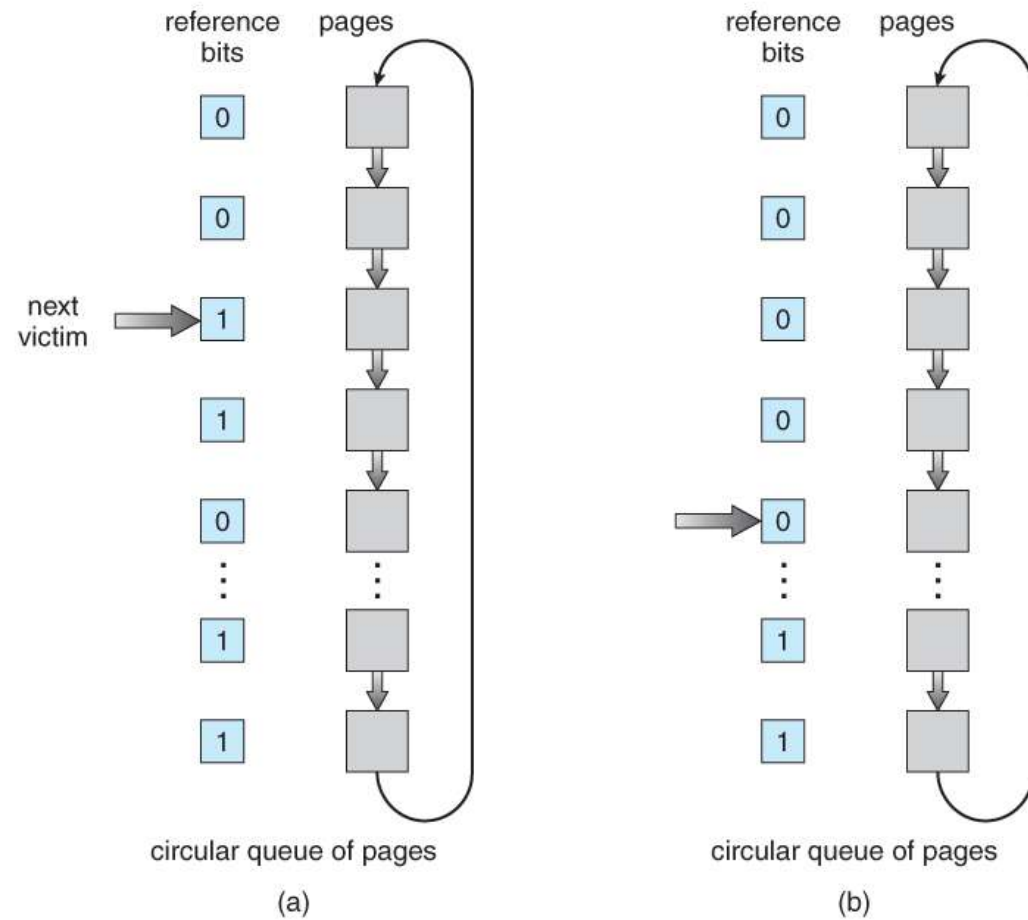 reference pages
bits
0
0
next
victim
1
1
0
1
1
circular queue of pages
(a)
reference pages
bits
0
0
0
0
0
1
1
circular queue of pages
(b)